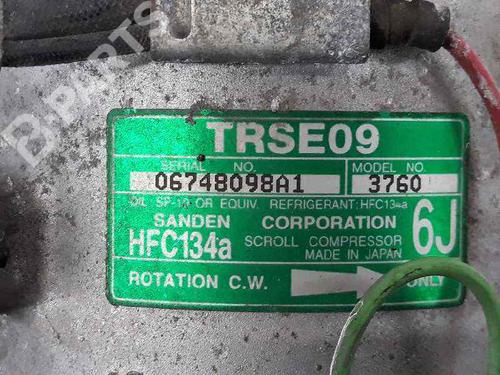 TRSE09
SERIAL NO. MODEL NO.
06748098A1 3760
OIL SP-10 OR EQUIV. REFRIGERANT:HFC134a
SANDEN CORPORATION
HFC134a SCROLL COMPRESSOR 6J
MADE IN JAPAN
ROTATION C.W. ONLY